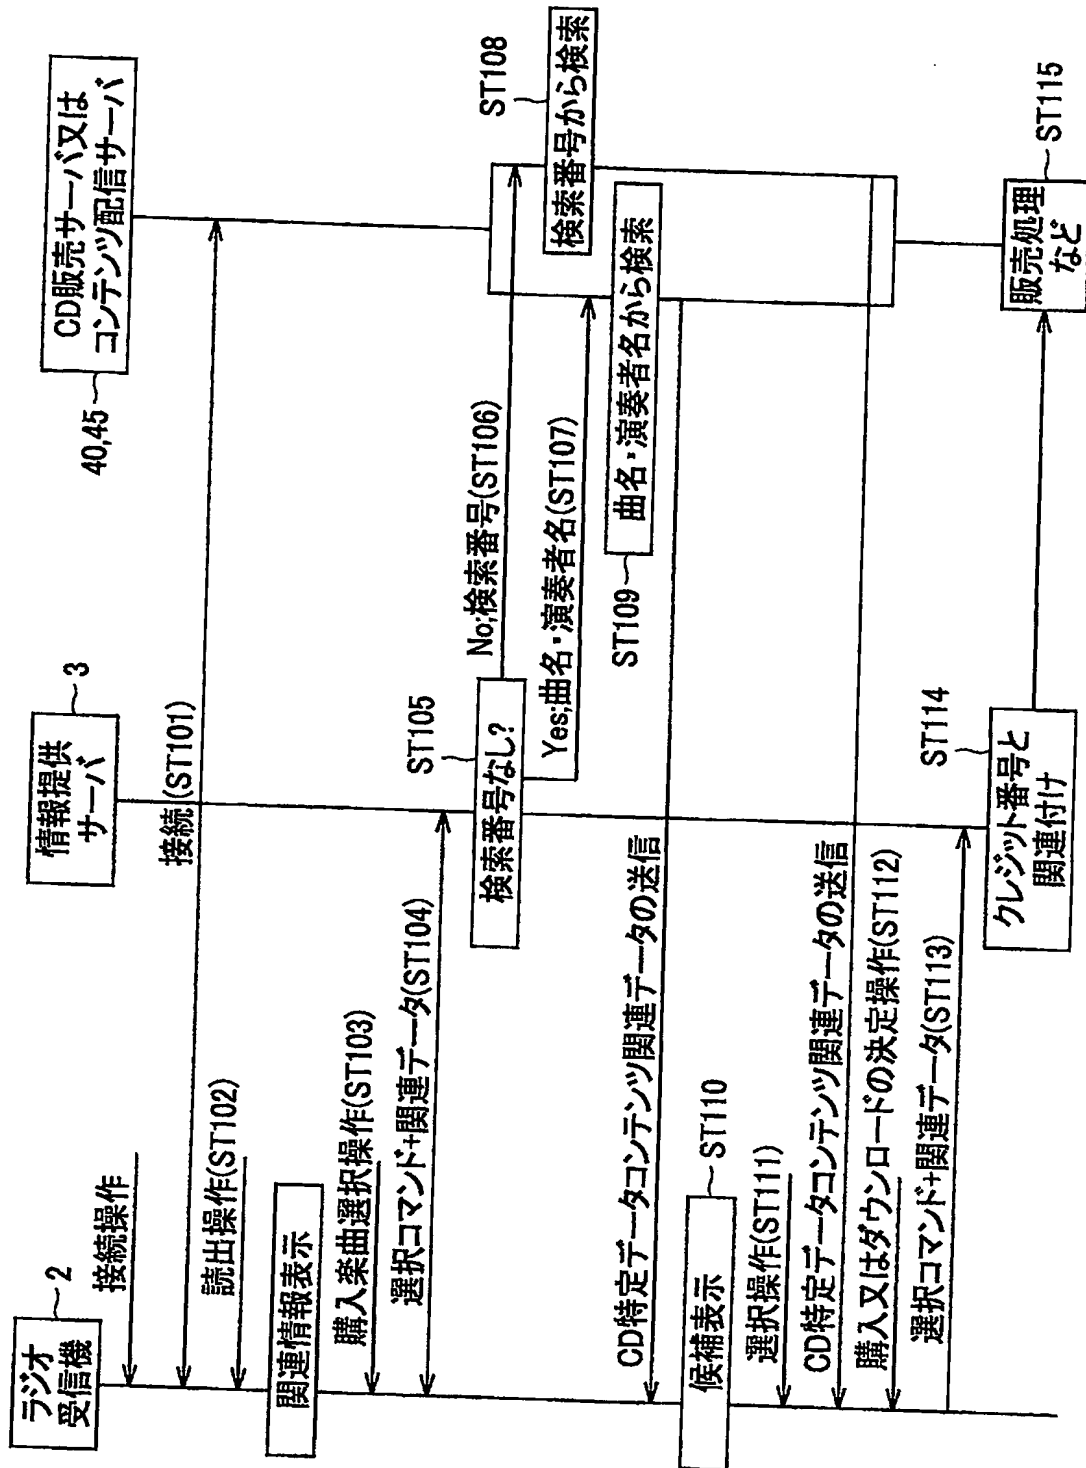 ラジオ
受信機
2
情報提供
サーバ
3
CD販売サーバ又は
コンテンツ配信サーバ
40,45
接続操作
接続(ST101)
読出操作(ST102)
関連情報表示
購入楽曲選択操作(ST103)
選択コマンド+関連データ(ST104)
検索番号なし?
ST105
No;検索番号(ST106)
Yes;曲名・演奏者名(ST107)
検索番号から検索
ST108
曲名・演奏者名から検索
ST109
CD特定データコンテンツ関連データの送信
候補表示
ST110
選択操作(ST111)
CD特定データコンテンツ関連データの送信
購入又はダウンロードの決定操作(ST112)
選択コマンド+関連データ(ST113)
クレジット番号と
関連付け
ST114
販売処理
など
ST115